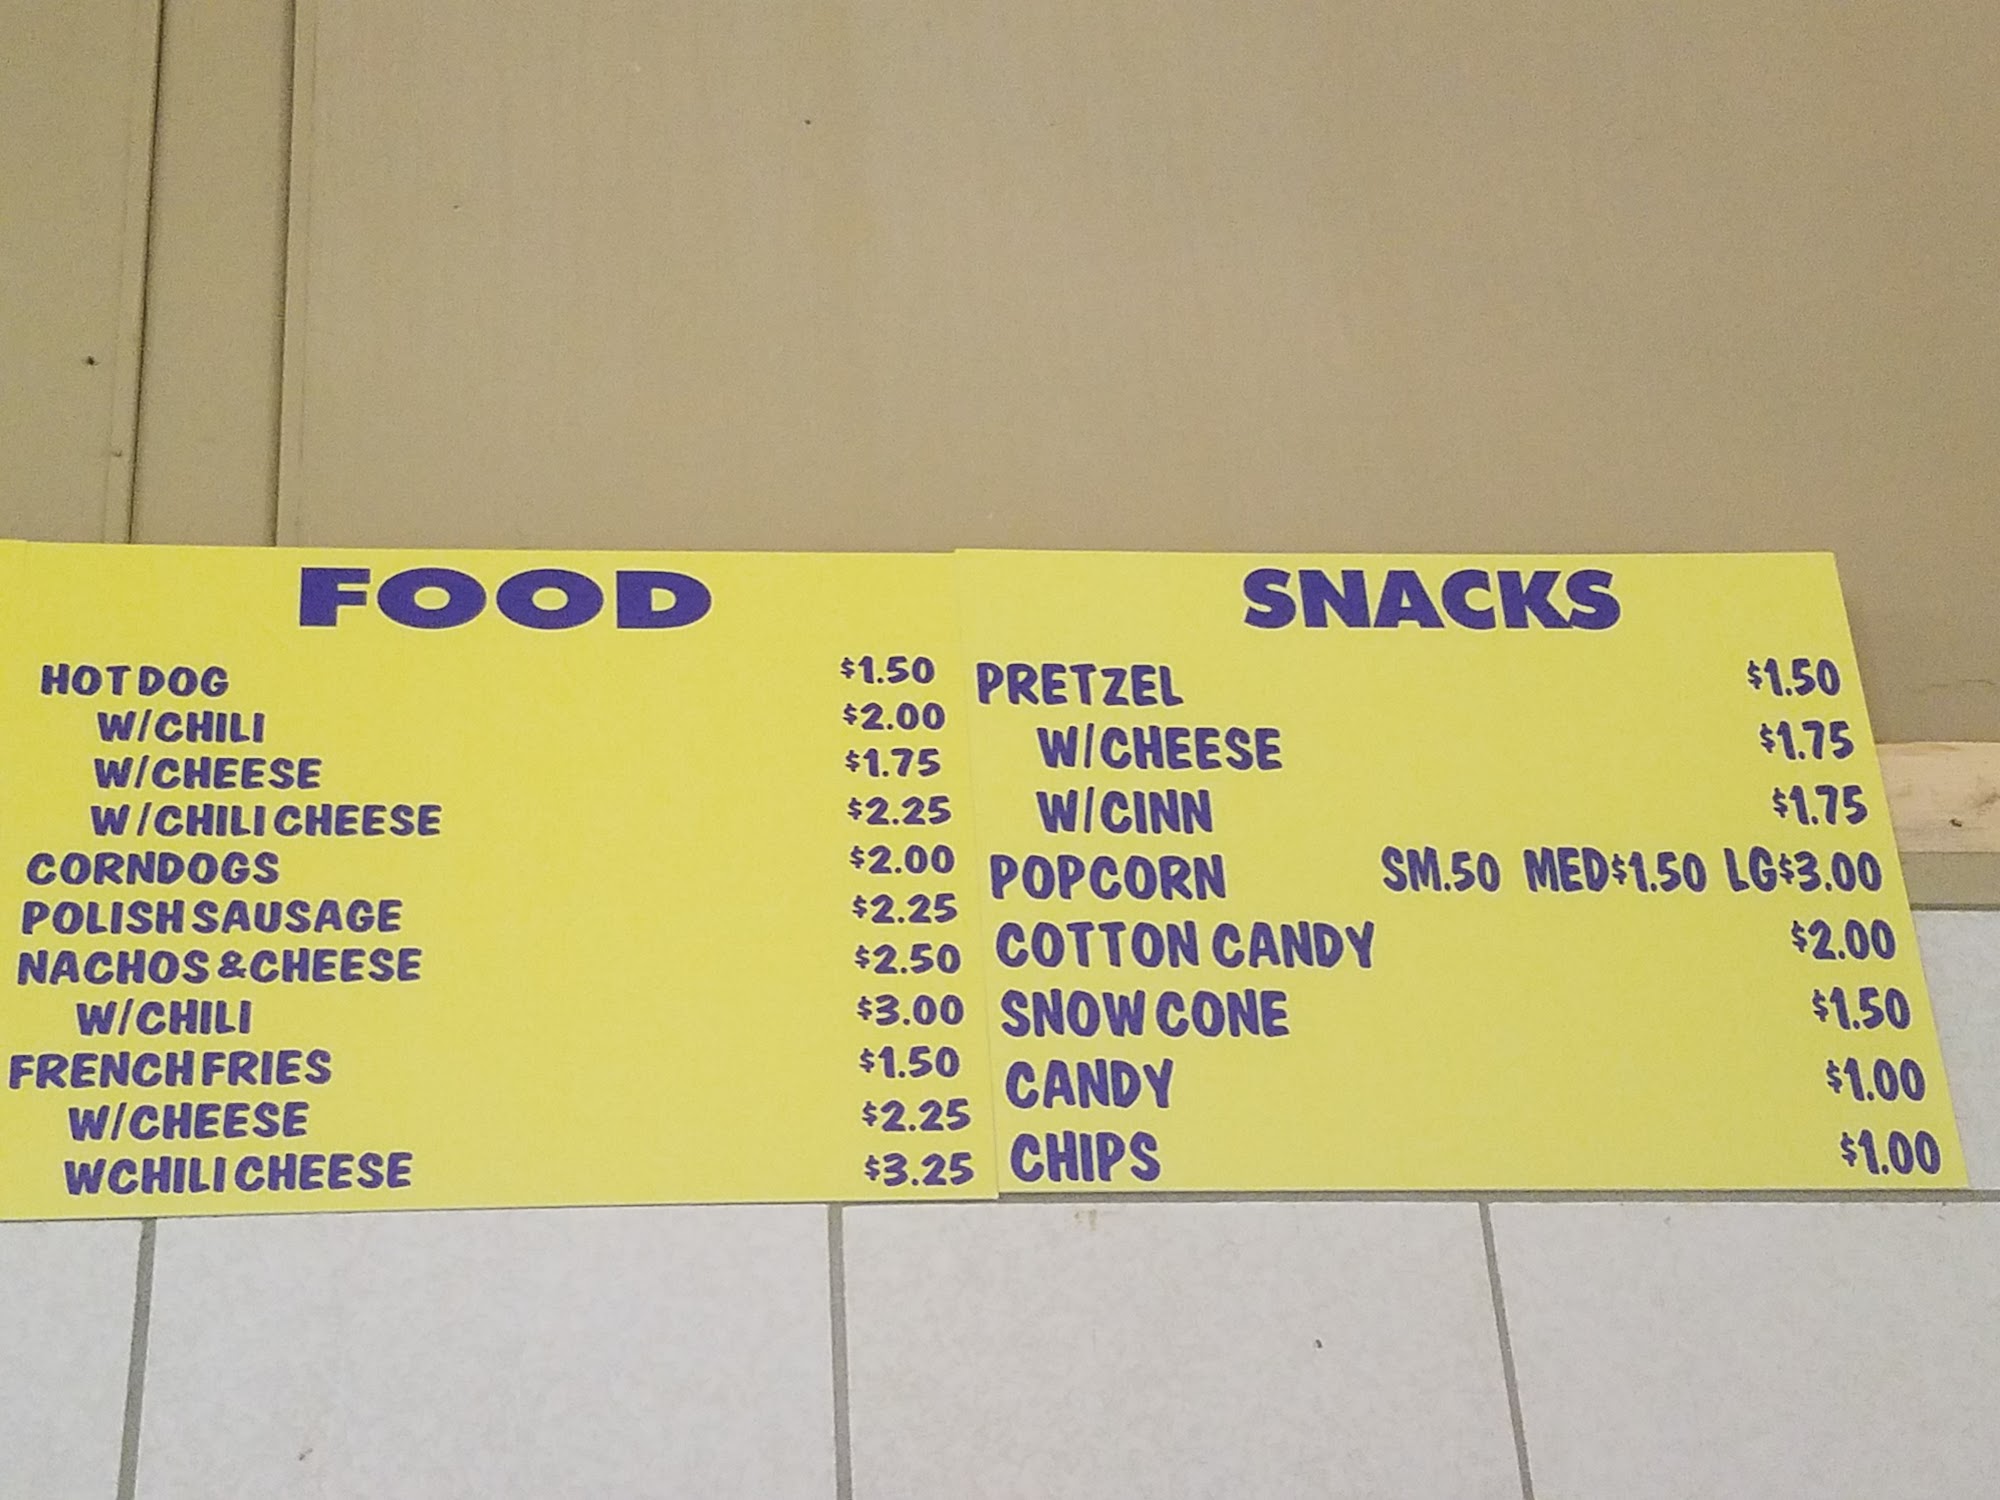 FOOD
HOT DOG $1.50
W/CHILI $2.00
W/CHEESE $1.75
W/CHILI CHEESE $2.25
CORNDOGS $2.00
POLISH SAUSAGE $2.25
NACHOS & CHEESE $2.50
W/CHILI $3.00
FRENCH FRIES $1.50
W/CHEESE $2.25
WCHILI CHEESE $3.25
SNACKS
PRETZEL $1.50
W/CHEESE $1.75
W/CINN $1.75
POPCORN SM.50 MED$1.50 LG$3.00
COTTON CANDY $2.00
SNOW CONE $1.50
CANDY $1.00
CHIPS $1.00